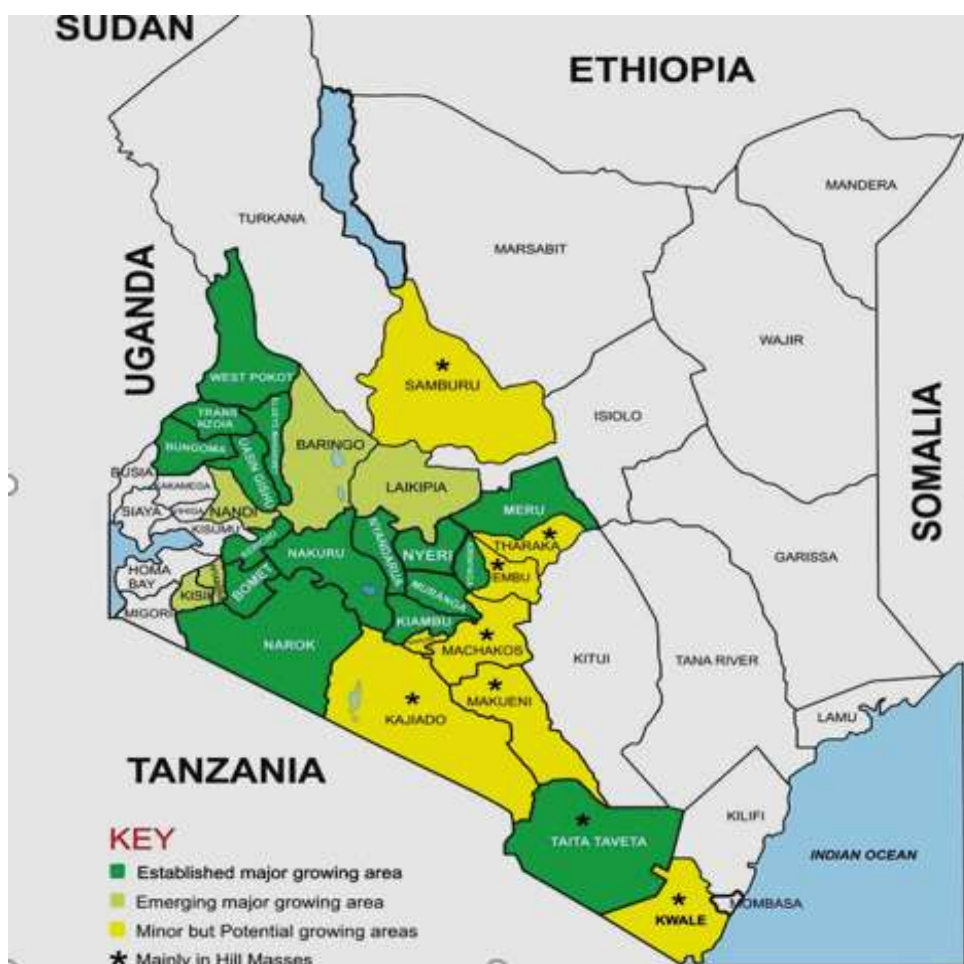 SUDAN
ETHIOPIA
MANDERA
TURKANA
MARSABIT
UGANDA
WAJIR
SOMALIA
WEST POKOT
SAMBURU
ISIOLO
TRANS
NZOIA
BUNGOMA
UASIN GISHU
BARINGO
BUSIA
KAKAMEGA
LAIKIPIA
SIAYA
NANDI
MERU
KISUMU
THARAKA
GARISSA
NAKURU
NYANDARUA
NYERI
EMBU
HOMA
BAY
BOMET
KISII
MURANGA
MIGORI
KIAMBU
NAROK
MACHAKOS
KITUI
TANA RIVER
MAKUENI
KAJIADO
LAMU
TANZANIA
KILIFI
TAITA TAVETA
INDIAN OCEAN
MOMBASA
KWALE
KEY
Established major growing area
Emerging major growing area
Minor but Potential growing areas
* Mainly in Hill Masses